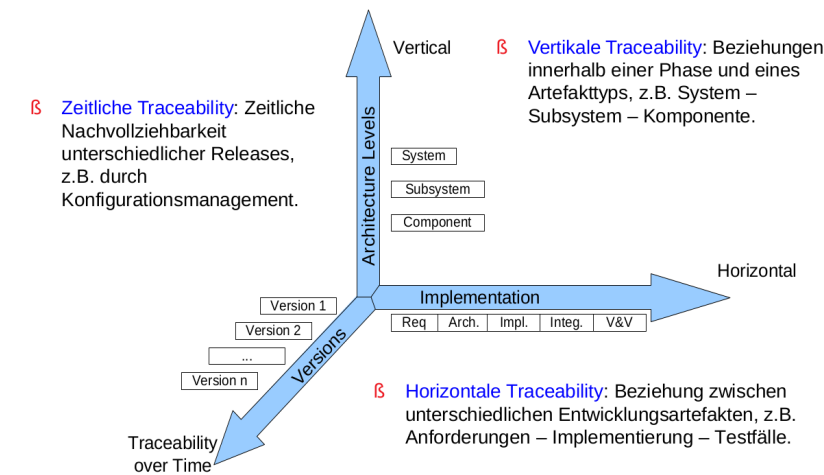 Vertical
ß Vertikale Traceability: Beziehungen
innerhalb einer Phase und eines
Artefakttyps, z.B. System –
Subsystem – Komponente.
ß Zeitliche Traceability: Zeitliche
Nachvollziehbarkeit
unterschiedlicher Releases,
z.B. durch
Konfigurationsmanagement.
Architecture Levels
System
Subsystem
Component
Horizontal
Implementation
Req Arch. Impl. Integ. V&V
Version 1
Version 2
...
Version n
Versions
Traceability
over Time
ß Horizontale Traceability: Beziehung zwischen
unterschiedlichen Entwicklungsartefakten, z.B.
Anforderungen – Implementierung – Testfälle.